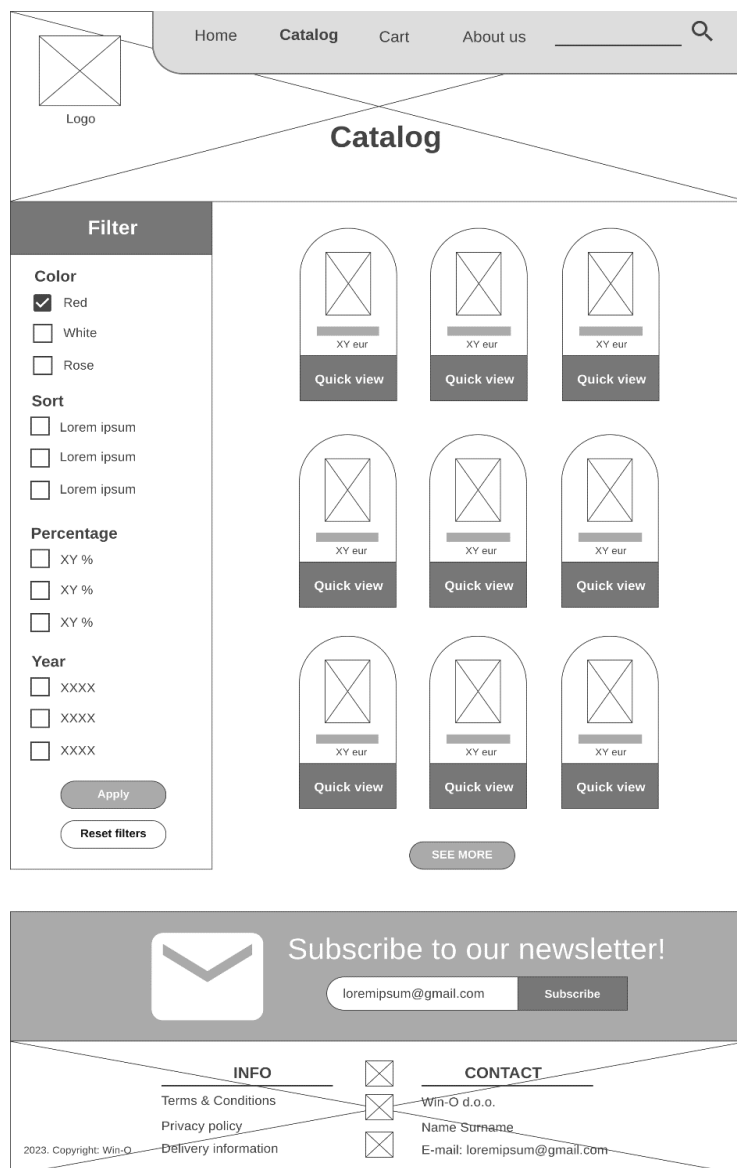 Home Catalog Cart About us
Logo
Catalog
Filter
Color
Red
White
Rose
Sort
Lorem ipsum
Lorem ipsum
Lorem ipsum
Percentage
XY %
XY %
XY %
Year
XXXX
XXXX
XXXX
Apply
Reset filters
XY eur XY eur XY eur
Quick view Quick view Quick view
XY eur XY eur XY eur
Quick view Quick view Quick view
XY eur XY eur XY eur
Quick view Quick view Quick view
SEE MORE
Subscribe to our newsletter!
loremipsum@gmail.com Subscribe
INFO
Terms & Conditions
Privacy policy
Delivery information
CONTACT
Win-O d.o.o.
Name Surname
E-mail: loremipsum@gmail.com
2023. Copyright: Win-O